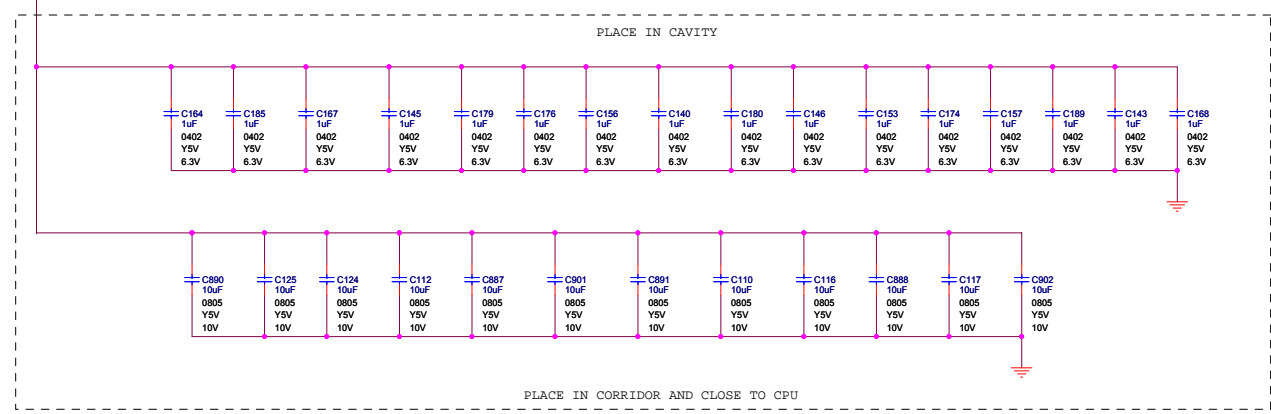 PLACE IN CAVITY
C164 C185 C167 C145 C179 C176 C156 C140 C180 C146 C153 C174 C157 C189 C143 C168
1uF 1uF 1uF 1uF 1uF 1uF 1uF 1uF 1uF 1uF 1uF 1uF 1uF 1uF 1uF 1uF
0402 0402 0402 0402 0402 0402 0402 0402 0402 0402 0402 0402 0402 0402 0402 0402
Y5V Y5V Y5V Y5V Y5V Y5V Y5V Y5V Y5V Y5V Y5V Y5V Y5V Y5V Y5V Y5V
6.3V 6.3V 6.3V 6.3V 6.3V 6.3V 6.3V 6.3V 6.3V 6.3V 6.3V 6.3V 6.3V 6.3V 6.3V 6.3V
C890 C125 C124 C112 C887 C901 C891 C110 C116 C888 C117 C902
10uF 10uF 10uF 10uF 10uF 10uF 10uF 10uF 10uF 10uF 10uF 10uF
0805 0805 0805 0805 0805 0805 0805 0805 0805 0805 0805 0805
Y5V Y5V Y5V Y5V Y5V Y5V Y5V Y5V Y5V Y5V Y5V Y5V
10V 10V 10V 10V 10V 10V 10V 10V 10V 10V 10V 10V
PLACE IN CORRIDOR AND CLOSE TO CPU